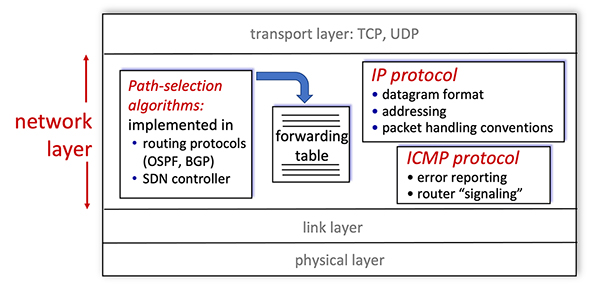 transport layer: TCP, UDP
network
layer
Path-selection
algorithms:
implemented in
• routing protocols
(OSPF, BGP)
• SDN controller
forwarding
table
IP protocol
• datagram format
• addressing
• packet handling conventions
ICMP protocol
• error reporting
• router “signaling”
link layer
physical layer